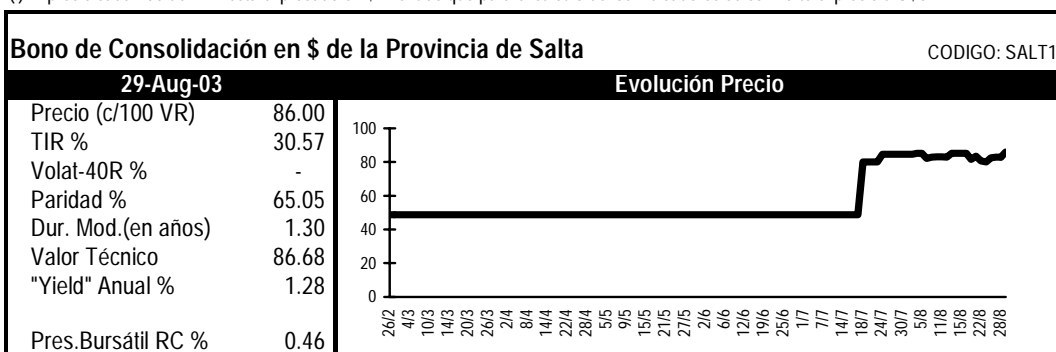 Bono de Consolidación en $ de la Provincia de Salta CODIGO: SALT1
29-Aug-03 Evolución Precio
Precio (c/100 VR) 86.00
TIR % 30.57
Volat-40R % -
Paridad % 65.05
Dur. Mod.(en años) 1.30
Valor Técnico 86.68
"Yield" Anual % 1.28
Pres.Bursátil RC % 0.46
100
80
60
40
20
0
26/2 4/3 10/3 14/3 20/3 26/3 2/4 8/4 14/4 22/4 28/4 5/5 9/5 15/5 21/5 27/5 2/6 6/6 12/6 19/6 25/6 1/7 7/7 14/7 18/7 24/7 30/7 5/8 11/8 15/8 22/8 28/8